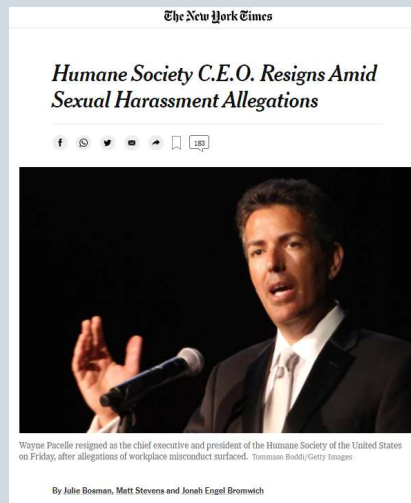 The New York Times
Humane Society C.E.O. Resigns Amid
Sexual Harassment Allegations
183
Wayne Pacelle resigned as the chief executive and president of the Humane Society of the United States
on Friday, after allegations of workplace misconduct surfaced. Tommaso Boddi/Getty Images
By Julie Bosman, Matt Stevens and Jonah Engel Bromwich